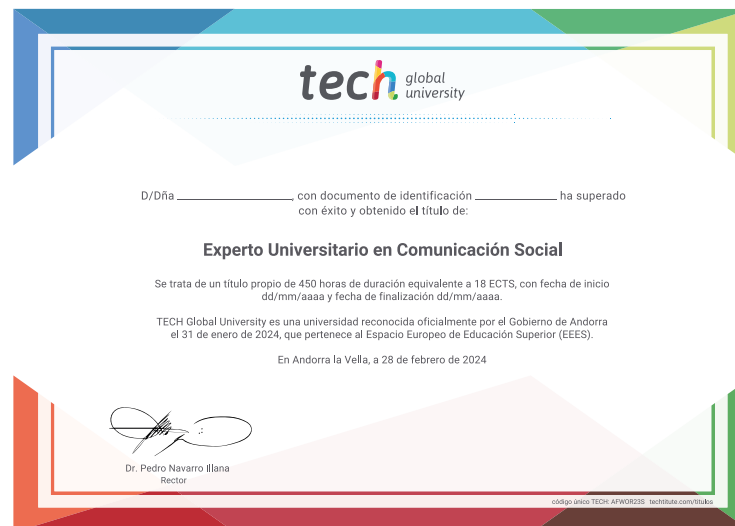 tech global university
D/Dña ______________, con documento de identificación __________ ha superado
con éxito y obtenido el título de:
Experto Universitario en Comunicación Social
Se trata de un título propio de 450 horas de duración equivalente a 18 ECTS, con fecha de inicio
dd/mm/aaaa y fecha de finalización dd/mm/aaaa.
TECH Global University es una universidad reconocida oficialmente por el Gobierno de Andorra
el 31 de enero de 2024, que pertenece al Espacio Europeo de Educación Superior (EEES).
En Andorra la Vella, a 28 de febrero de 2024
Dr. Pedro Navarro Illana
Rector
código único TECH: AFWOR23S techtitute.com/titulos